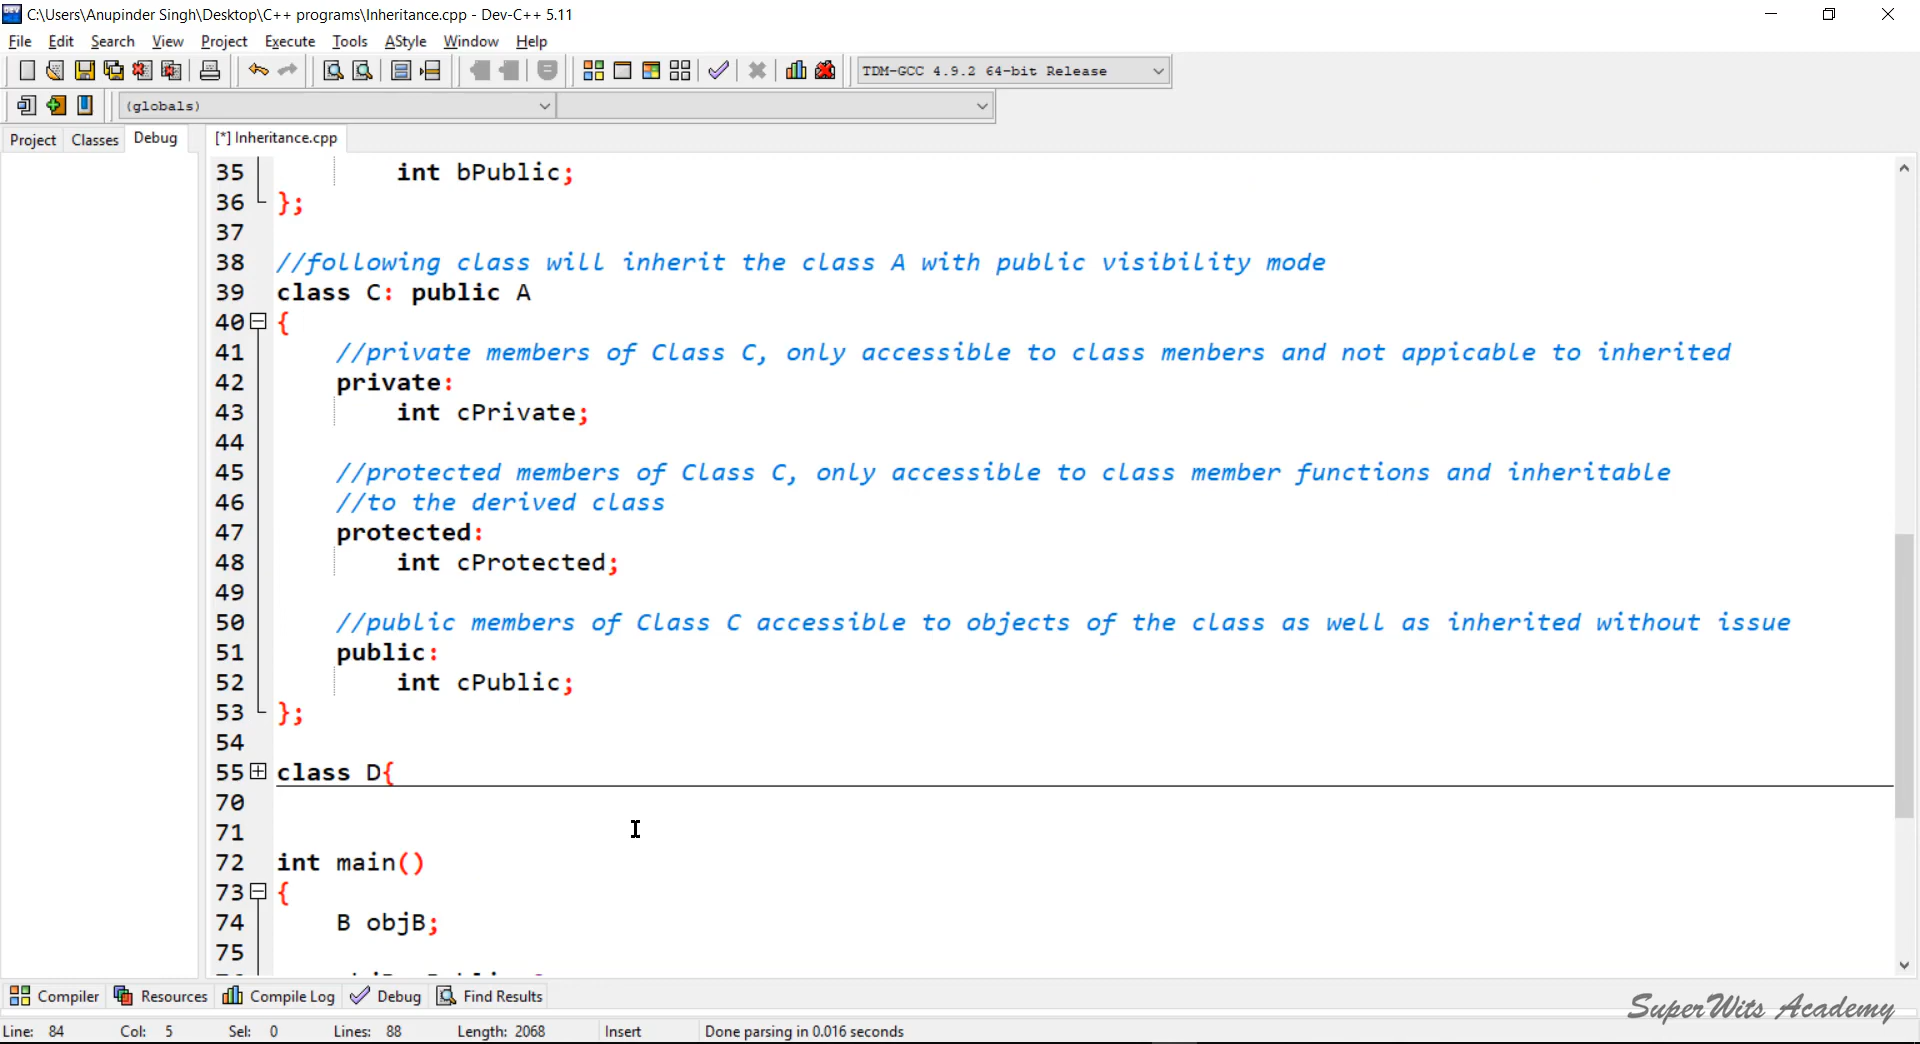 C:\Users\Anupinder Singh\Desktop\C++ programs\Inheritance.cpp - Dev-C++ 5.11
File Edit Search View Project Execute Tools AStyle Window Help
TDM-GCC 4.9.2 64-bit Release
(globals)
Project Classes Debug [*] Inheritance.cpp
35 int bPublic;
36 };
37
38 //following class will inherit the class A with public visibility mode
39 class C: public A
40 {
41 //private members of Class C, only accessible to class menbers and not appicable to inherited
42 private:
43 int cPrivate;
44
45 //protected members of Class C, only accessible to class member functions and inheritable
46 //to the derived class
47 protected:
48 int cProtected;
49
50 //public members of Class C accessible to objects of the class as well as inherited without issue
51 public:
52 int cPublic;
53 };
54
55 class D{
70
71
72 int main()
73 {
74 B objB;
75
Compiler Resources Compile Log Debug Find Results
SuperWits Academy
Line: 84 Col: 5 Sel: 0 Lines: 88 Length: 2068 Insert Done parsing in 0.016 seconds